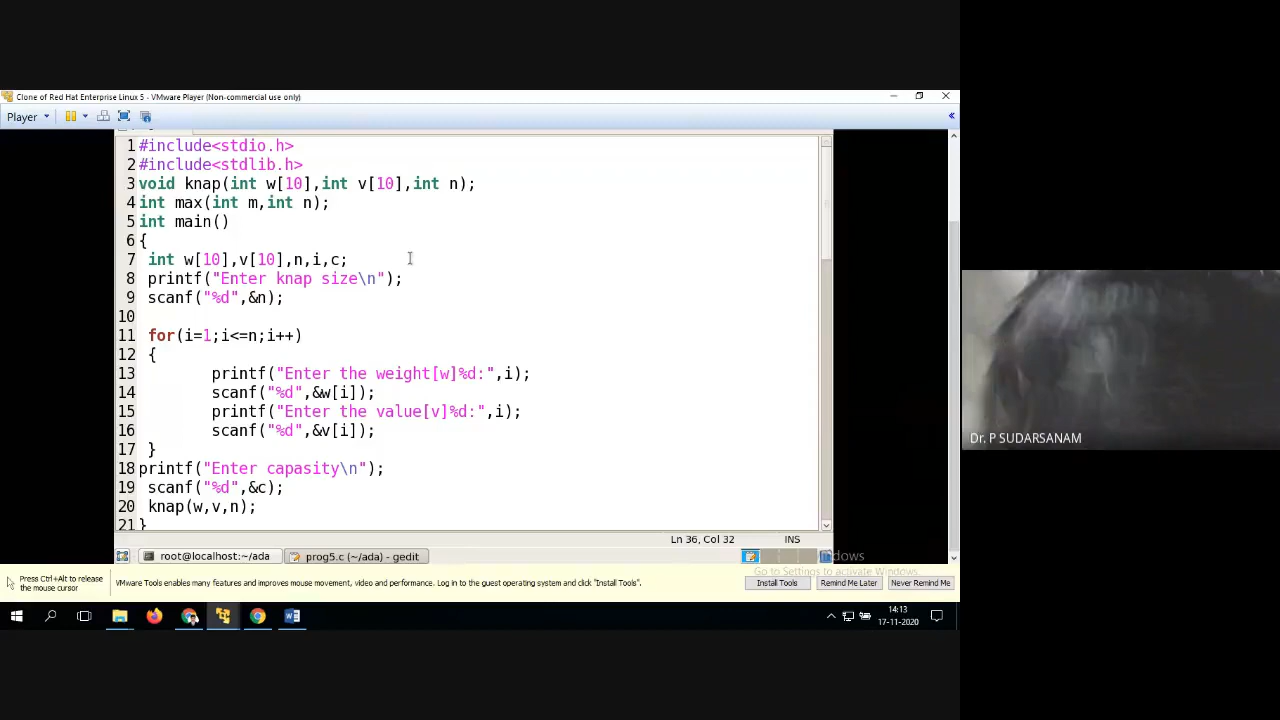 Clone of Red Hat Enterprise Linux 5 - VMware Player (Non-commercial use only)
Player
1 #include<stdio.h>
2 #include<stdlib.h>
3 void knap(int w[10],int v[10],int n);
4 int max(int m,int n);
5 int main()
6 {
7 int w[10],v[10],n,i,c;
8 printf("Enter knap size\n");
9 scanf("%d",&n);
10
11 for(i=1;i<=n;i++)
12 {
13 printf("Enter the weight[w]%d:",i);
14 scanf("%d",&w[i]);
15 printf("Enter the value[v]%d:",i);
16 scanf("%d",&v[i]);
17 }
18 printf("Enter capasity\n");
19 scanf("%d",&c);
20 knap(w,v,n);
21 }
Dr. P SUDARSANAM
Ln 36, Col 32 INS
root@localhost:~/ada prog5.c (~/ada) - gedit
Go to Settings to activate Windows.
Press Ctrl+Alt to release
the mouse cursor
VMware Tools enables many features and improves mouse movement, video and performance. Log in to the guest operating system and click "Install Tools".
Install Tools Remind Me Later Never Remind Me
14:13
17-11-2020